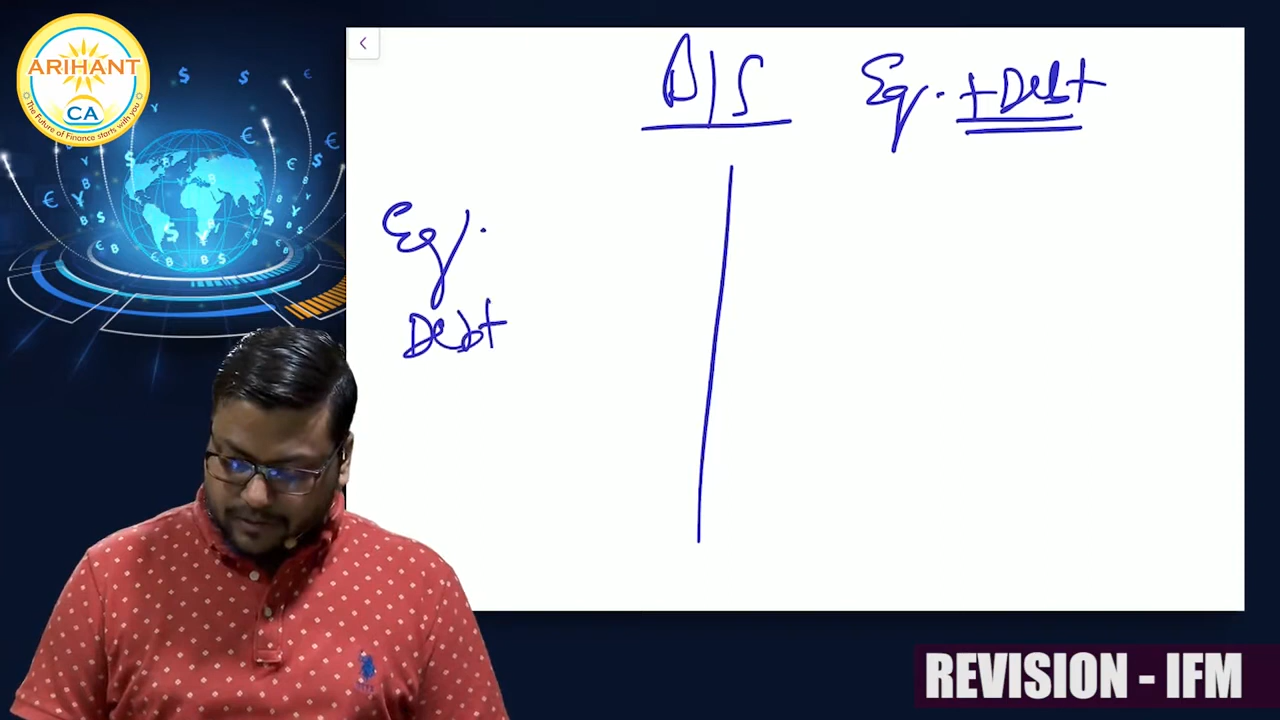 ARIHANT
CA
The Future of Finance starts with you
B/S Eq. + Debt
Eq.
Debt
REVISION - IFM